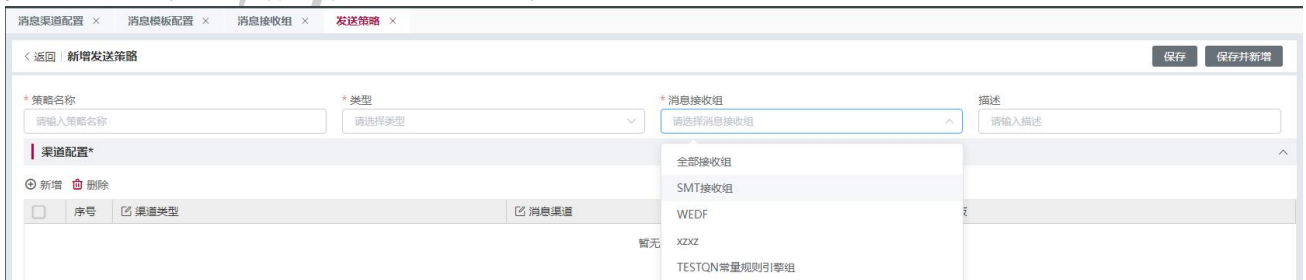 消息渠道配置 × 消息模板配置 × 消息接收组 × 发送策略 ×
< 返回 新增发送策略 保存 保存并新增
* 策略名称 * 类型 * 消息接收组 描述
请输入策略名称 请选择类型 请选择消息接收组 请输入描述
渠道配置*
全部接收组
新增 删除
SMT接收组
序号 渠道类型 消息渠道
WEDF
暂无
xzxz
TESTQN常量规则引擎组